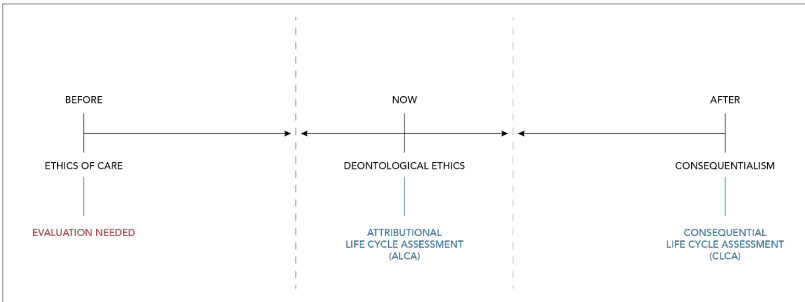 BEFORE
NOW
AFTER
ETHICS OF CARE
DEONTOLOGICAL ETHICS
CONSEQUENTIALISM
EVALUATION NEEDED
ATTRIBUTIONAL
LIFE CYCLE ASSESSMENT
(ALCA)
CONSEQUENTIAL
LIFE CYCLE ASSESSMENT
(CLCA)